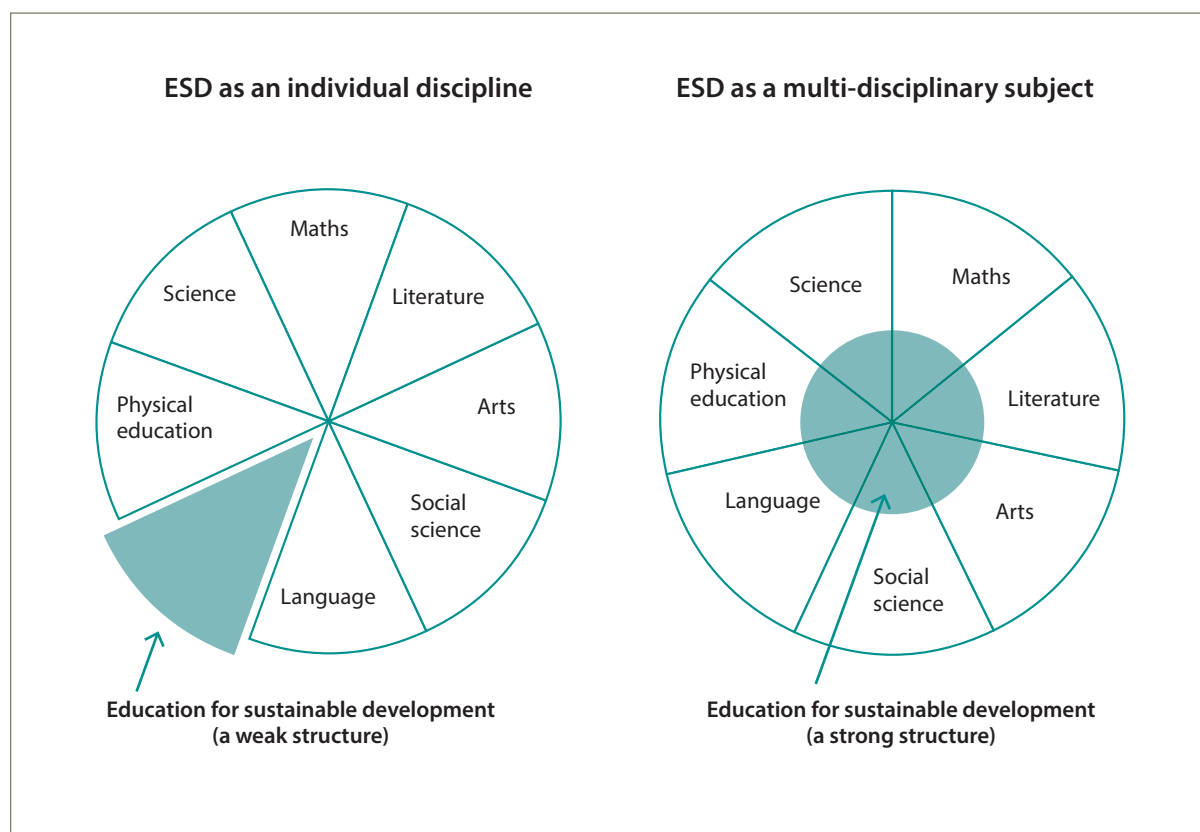 ESD as an individual discipline
Maths
Science
Literature
Physical
education
Arts
Social
science
Language
Education for sustainable development
(a weak structure)
ESD as a multi-disciplinary subject
Science
Maths
Physical
education
Literature
Language
Arts
Social
science
Education for sustainable development
(a strong structure)